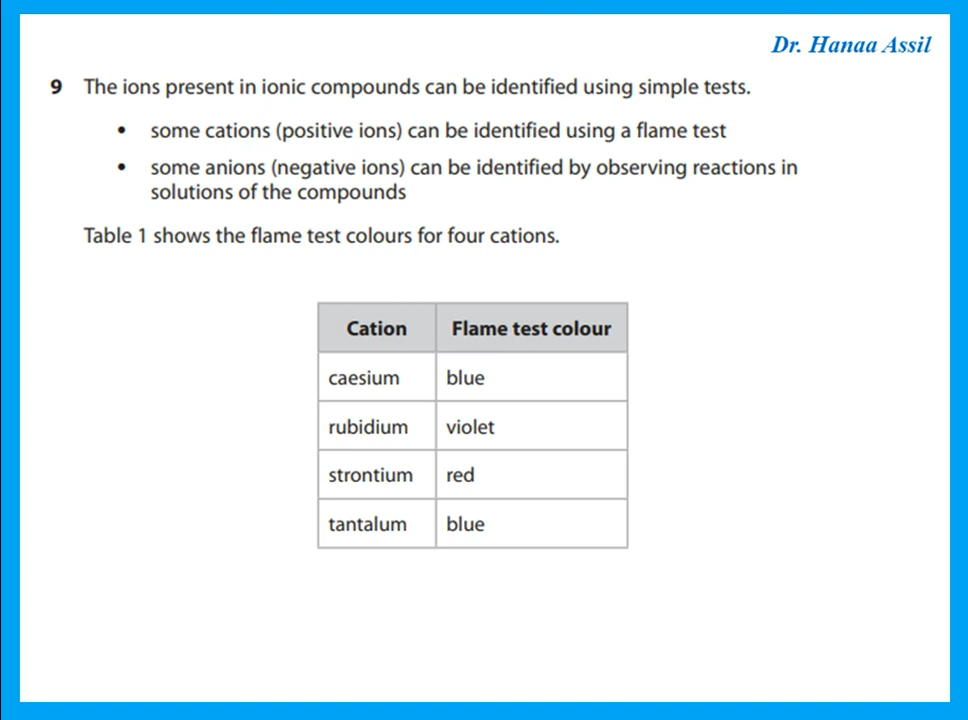 Dr. Hanaa Assil
9 The ions present in ionic compounds can be identified using simple tests.
• some cations (positive ions) can be identified using a flame test
• some anions (negative ions) can be identified by observing reactions in
solutions of the compounds
Table 1 shows the flame test colours for four cations.
Cation Flame test colour
caesium blue
rubidium violet
strontium red
tantalum blue